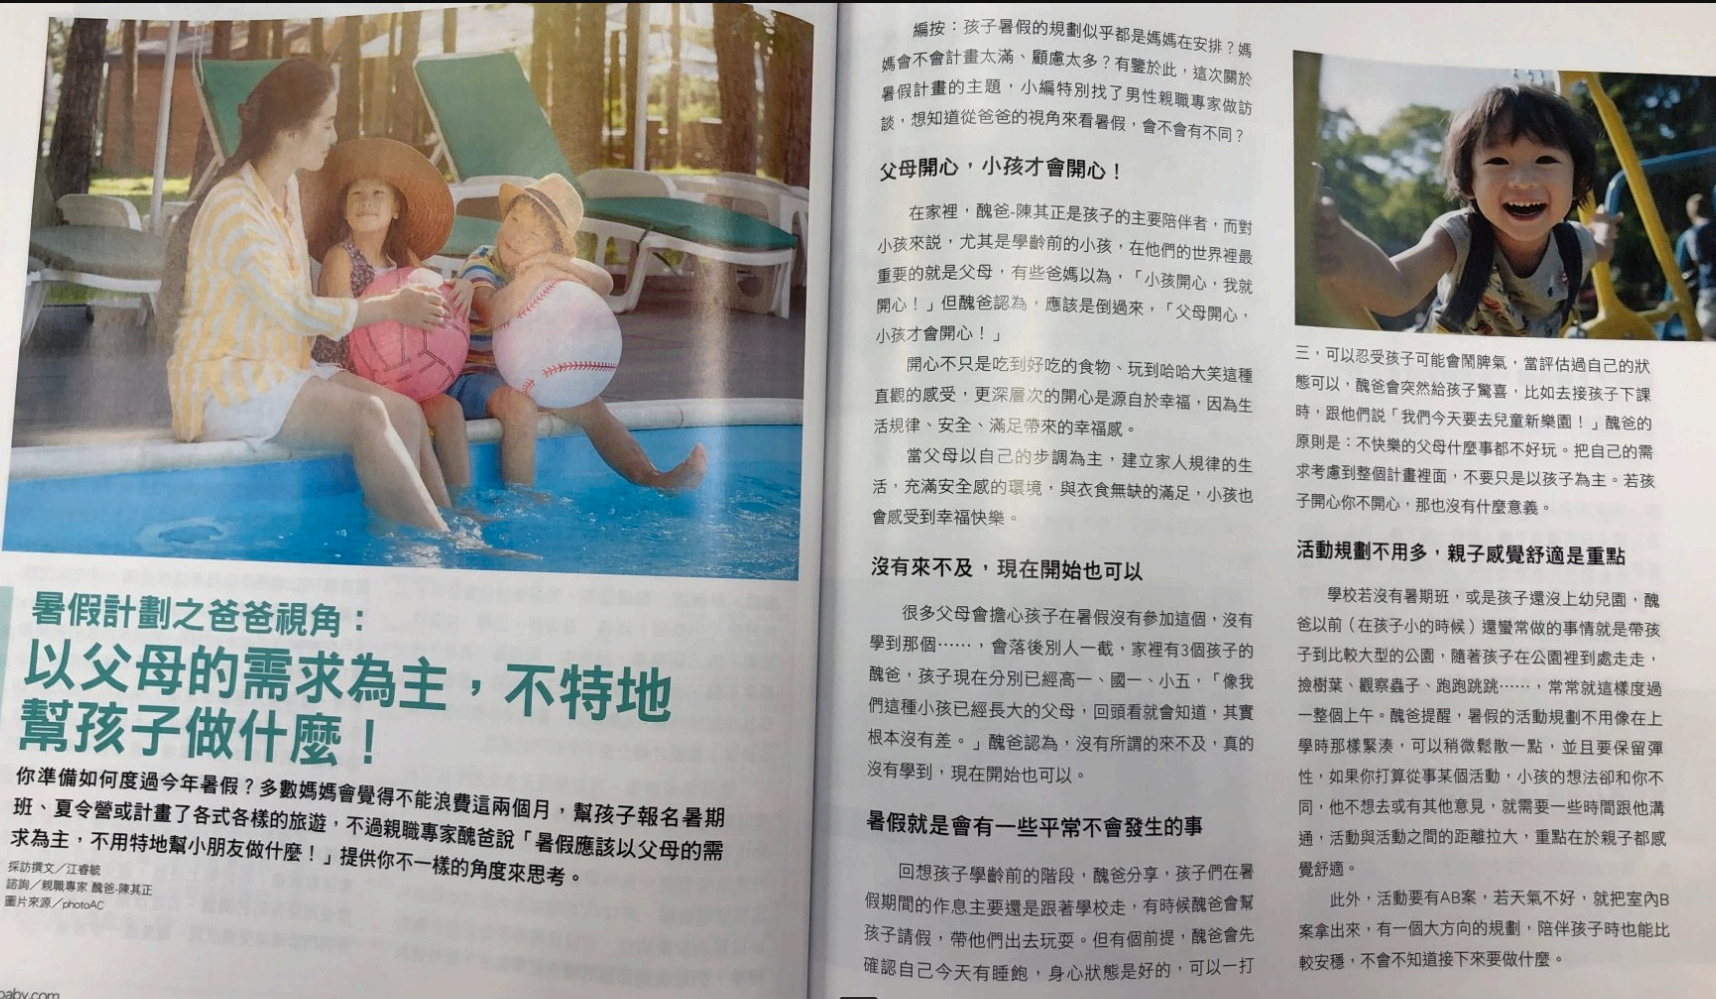 暑假計劃之爸爸視角：
以父母的需求為主，不特地
幫孩子做什麼！
你準備如何度過今年暑假？多數媽媽會覺得不能浪費這兩個月，幫孩子報名暑期
班、夏令營或計畫了各式各樣的旅遊，不過親職專家醜爸說「暑假應該以父母的需
求為主，不用特地幫小朋友做什麼！」提供你不一樣的角度來思考。
採訪撰文／江睿毓
諮詢／親職專家 醜爸-陳其正
圖片來源／photoAC
baby.com
編按：孩子暑假的規劃似乎都是媽媽在安排？媽
媽會不會計畫太滿、顧慮太多？有鑒於此，這次關於
暑假計畫的主題，小編特別找了男性親職專家做訪
談，想知道從爸爸的視角來看暑假，會不會有不同？
父母開心，小孩才會開心！
在家裡，醜爸-陳其正是孩子的主要陪伴者，而對
小孩來說，尤其是學齡前的小孩，在他們的世界裡最
重要的就是父母，有些爸媽以為，「小孩開心，我就
開心！」但醜爸認為，應該是倒過來，「父母開心，
小孩才會開心！」
開心不只是吃到好吃的食物、玩到哈哈大笑這種
直觀的感受，更深層次的開心是源自於幸福，因為生
活規律、安全、滿足帶來的幸福感。
當父母以自己的步調為主，建立家人規律的生
活，充滿安全感的環境，與衣食無缺的滿足，小孩也
會感受到幸福快樂。
沒有來不及，現在開始也可以
很多父母會擔心孩子在暑假沒有參加這個，沒有
學到那個⋯⋯，會落後別人一截，家裡有3個孩子的
醜爸，孩子現在分別已經高一、國一、小五，「像我
們這種小孩已經長大的父母，回頭看就會知道，其實
根本沒有差。」醜爸認為，沒有所謂的來不及，真的
沒有學到，現在開始也可以。
暑假就是會有一些平常不會發生的事
回想孩子學齡前的階段，醜爸分享，孩子們在暑
假期間的作息主要還是跟著學校走，有時候醜爸會幫
孩子請假，帶他們出去玩耍。但有個前提，醜爸會先
確認自己今天有睡飽，身心狀態是好的，可以一打
三，可以忍受孩子可能會鬧脾氣，當評估過自己的狀
態可以，醜爸會突然給孩子驚喜，比如去接孩子下課
時，跟他們說「我們今天要去兒童新樂園！」醜爸的
原則是：不快樂的父母什麼事都不好玩。把自己的需
求考慮到整個計畫裡面，不要只是以孩子為主。若孩
子開心你不開心，那也沒有什麼意義。
活動規劃不用多，親子感覺舒適是重點
學校若沒有暑期班，或是孩子還沒上幼兒園，醜
爸以前（在孩子小的時候）還蠻常做的事情就是帶孩
子到比較大型的公園，隨著孩子在公園裡到處走走，
撿樹葉、觀察蟲子、跑跑跳跳⋯⋯，常常就這樣度過
一整個上午。醜爸提醒，暑假的活動規劃不用像在上
學時那樣緊湊，可以稍微鬆散一點，並且要保留彈
性，如果你打算從事某個活動，小孩的想法卻和你不
同，他不想去或有其他意見，就需要一些時間跟他溝
通，活動與活動之間的距離拉大，重點在於親子都感
覺舒適。
此外，活動要有AB案，若天氣不好，就把室內B
案拿出來，有一個大方向的規劃，陪伴孩子時也能比
較安穩，不會不知道接下來要做什麼。